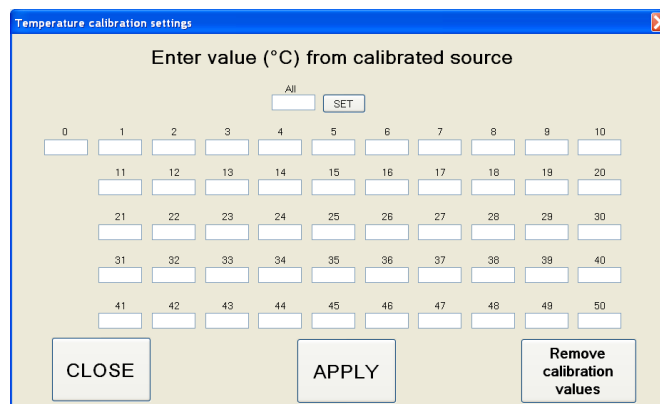 Temperature calibration settings
Enter value (°C) from calibrated source
All
SET
0 1 2 3 4 5 6 7 8 9 10
11 12 13 14 15 16 17 18 19 20
21 22 23 24 25 26 27 28 29 30
31 32 33 34 35 36 37 38 39 40
41 42 43 44 45 46 47 48 49 50
CLOSE
APPLY
Remove
calibration
values